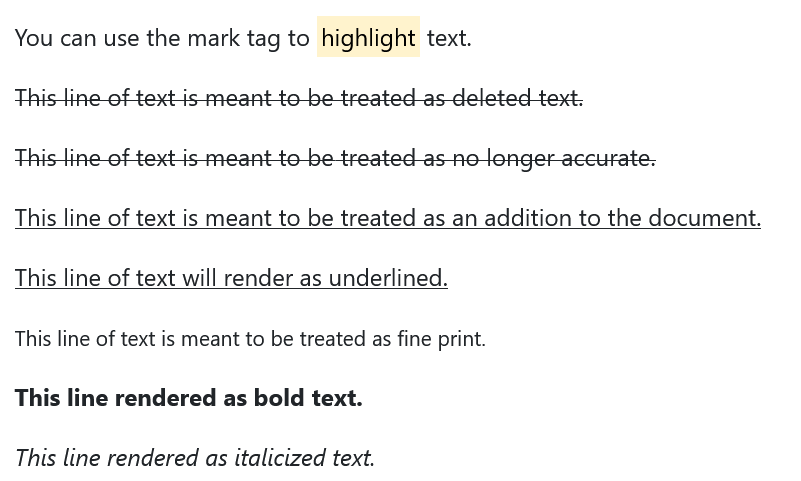 You can use the mark tag to highlight text.
This line of text is meant to be treated as deleted text.
This line of text is meant to be treated as no longer accurate.
This line of text is meant to be treated as an addition to the document.
This line of text will render as underlined.
This line of text is meant to be treated as fine print.
This line rendered as bold text.
This line rendered as italicized text.